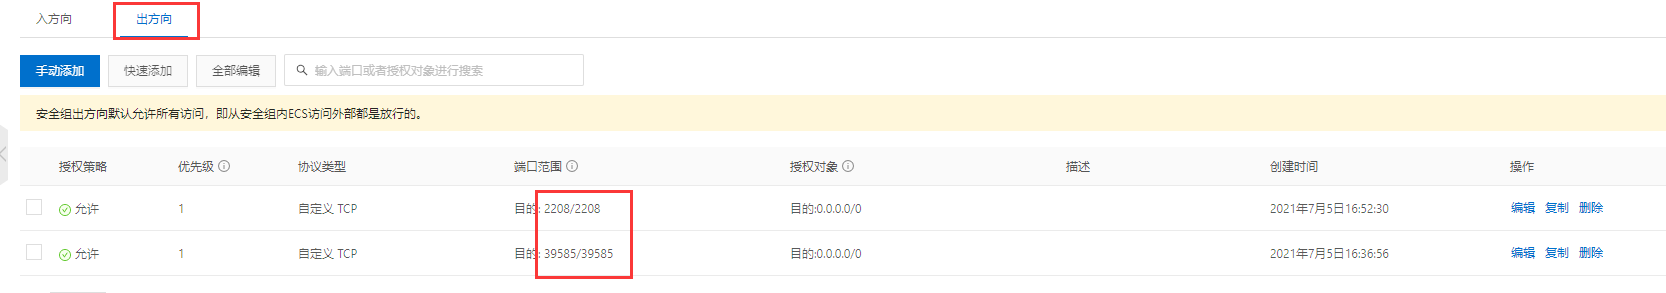 入方向 出方向
手动添加 快速添加 全部编辑 输入端口或者授权对象进行搜索
安全组出方向默认允许所有访问，即从安全组内ECS访问外部都是放行的。
授权策略 优先级 协议类型 端口范围 授权对象 描述 创建时间 操作
允许 1 自定义 TCP 目的: 2208/2208 目的:0.0.0.0/0 2021年7月5日16:52:30 编辑 复制 删除
允许 1 自定义 TCP 目的: 39585/39585 目的:0.0.0.0/0 2021年7月5日16:36:56 编辑 复制 删除